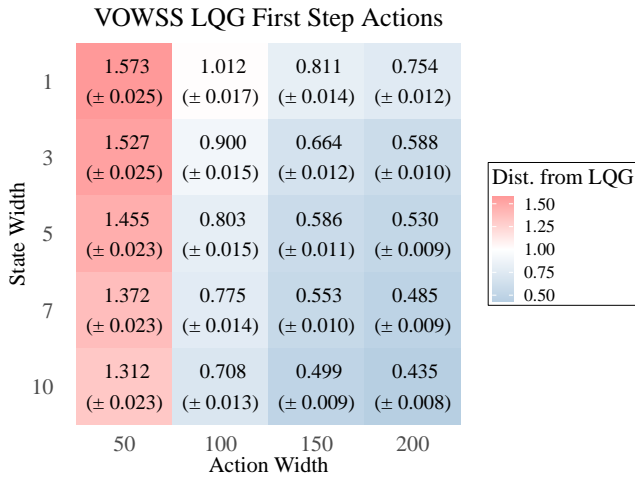 VOWSS LQG First Step Actions
State Width
1
1.573 1.012 0.811 0.754
(± 0.025) (± 0.017) (± 0.014) (± 0.012)
3
1.527 0.900 0.664 0.588
(± 0.025) (± 0.015) (± 0.012) (± 0.010)
5
1.455 0.803 0.586 0.530
(± 0.023) (± 0.015) (± 0.011) (± 0.009)
7
1.372 0.775 0.553 0.485
(± 0.023) (± 0.014) (± 0.010) (± 0.009)
10
1.312 0.708 0.499 0.435
(± 0.023) (± 0.013) (± 0.009) (± 0.008)
50 100 150 200
Action Width
Dist. from LQG
1.50
1.00
0.75
0.50